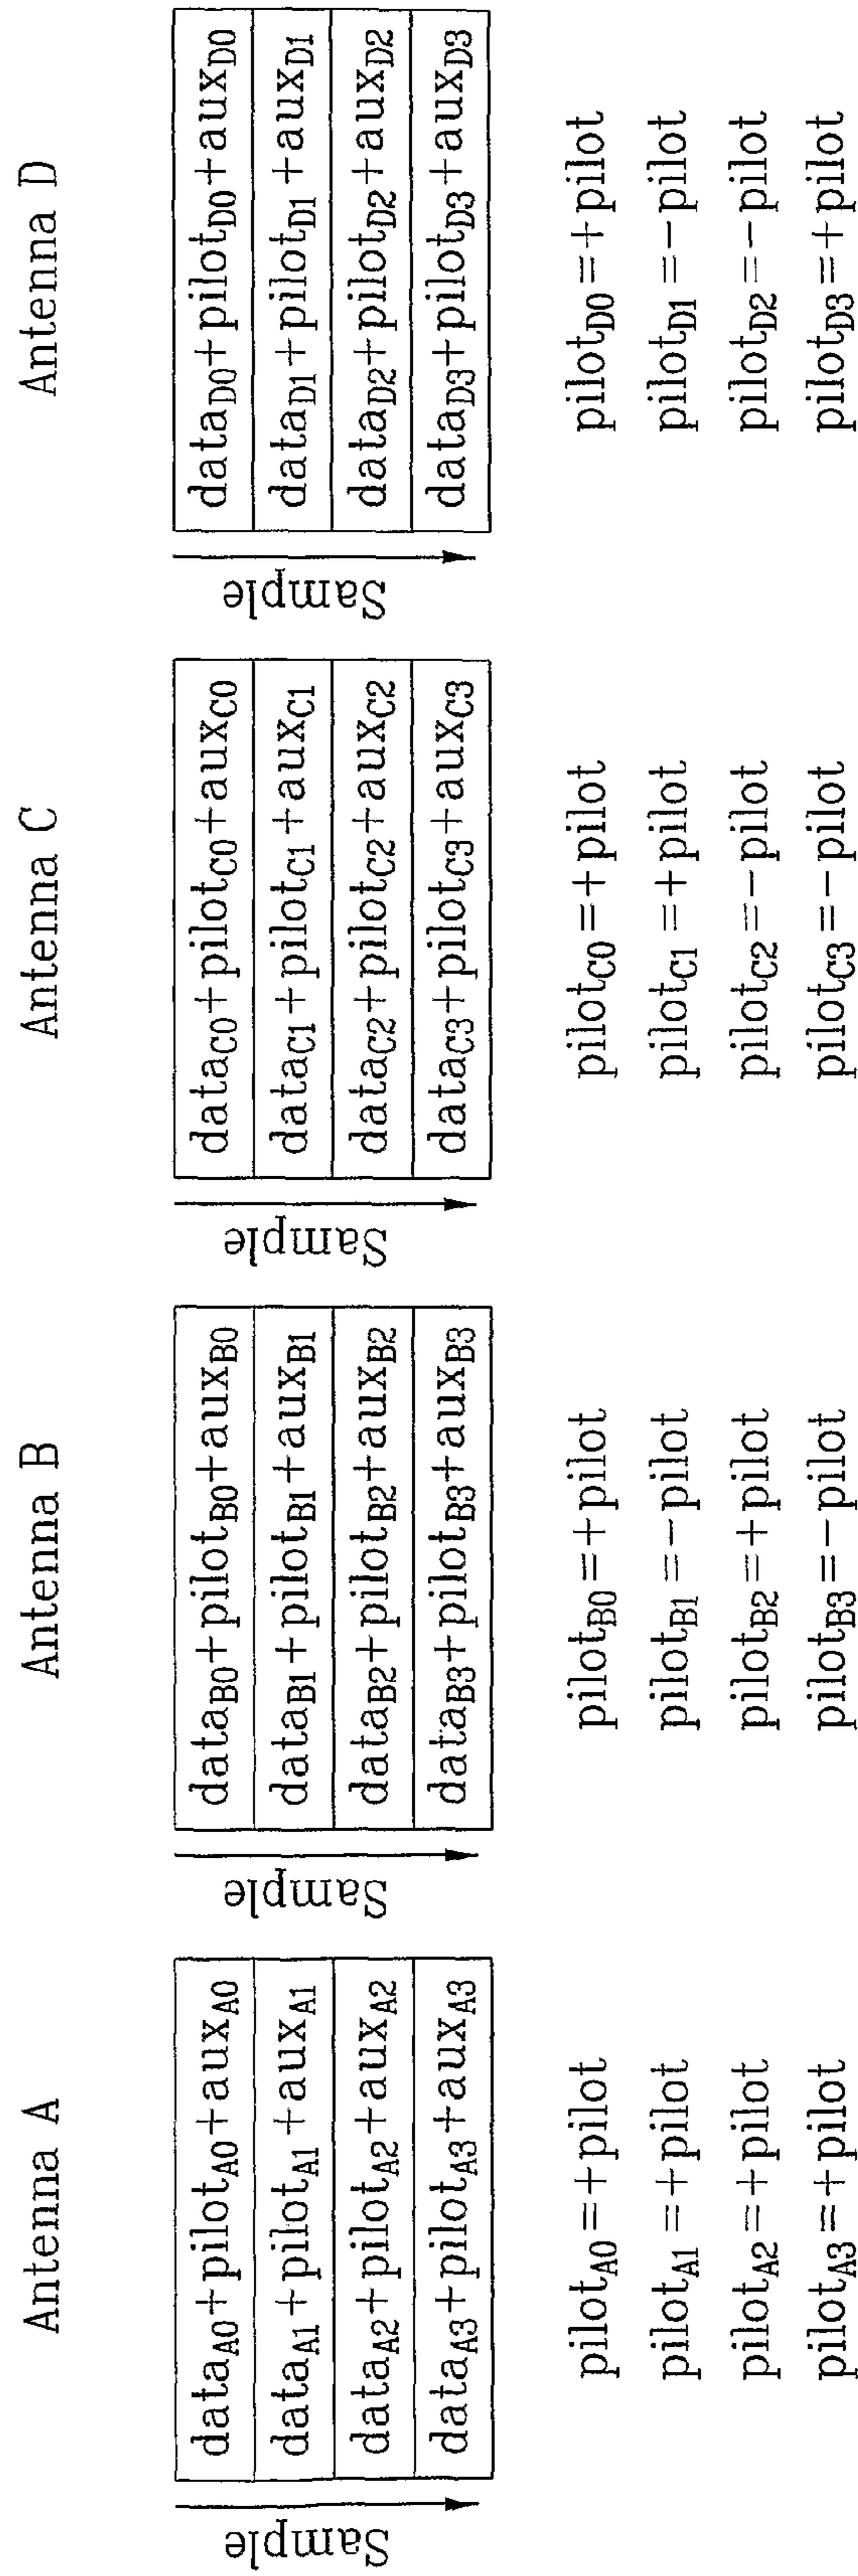 Antenna A
Sample
data_A0+pilot_A0+aux_A0
data_A1+pilot_A1+aux_A1
data_A2+pilot_A2+aux_A2
data_A3+pilot_A3+aux_A3
pilot_A0=+pilot
pilot_A1=+pilot
pilot_A2=+pilot
pilot_A3=+pilot
Antenna B
Sample
data_B0+pilot_B0+aux_B0
data_B1+pilot_B1+aux_B1
data_B2+pilot_B2+aux_B2
data_B3+pilot_B3+aux_B3
pilot_B0=+pilot
pilot_B1=-pilot
pilot_B2=+pilot
pilot_B3=-pilot
Antenna C
Sample
data_C0+pilot_C0+aux_C0
data_C1+pilot_C1+aux_C1
data_C2+pilot_C2+aux_C2
data_C3+pilot_C3+aux_C3
pilot_C0=+pilot
pilot_C1=+pilot
pilot_C2=-pilot
pilot_C3=-pilot
Antenna D
Sample
data_D0+pilot_D0+aux_D0
data_D1+pilot_D1+aux_D1
data_D2+pilot_D2+aux_D2
data_D3+pilot_D3+aux_D3
pilot_D0=+pilot
pilot_D1=-pilot
pilot_D2=-pilot
pilot_D3=+pilot